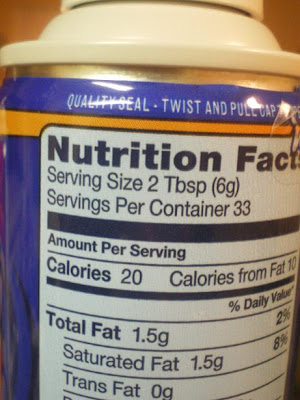 QUALITY SEAL - TWIST AND PULL CAP
Nutrition Facts
Serving Size 2 Tbsp (6g)
Servings Per Container 33
Amount Per Serving
Calories 20 Calories from Fat 10
% Daily Value*
Total Fat 1.5g 2%
Saturated Fat 1.5g 8%
Trans Fat 0g